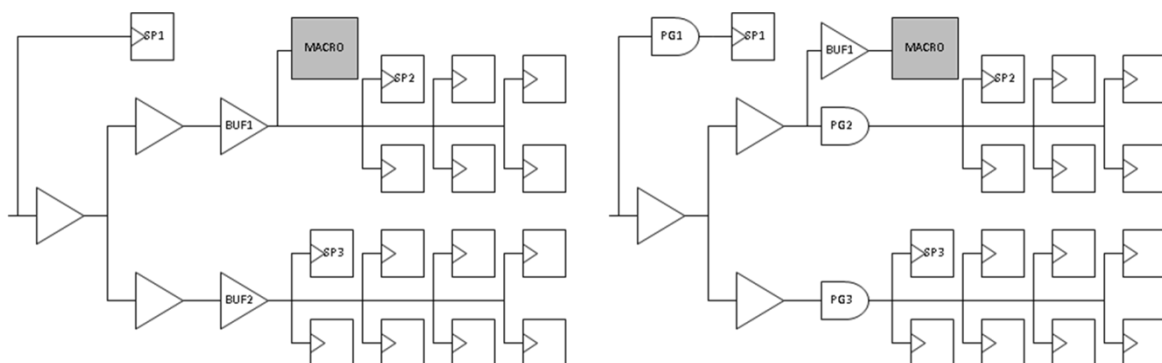 SP1
MACRO
SP2
BUF1
SP3
BUF2
PG1
SP1
BUF1
MACRO
SP2
PG2
SP3
PG3